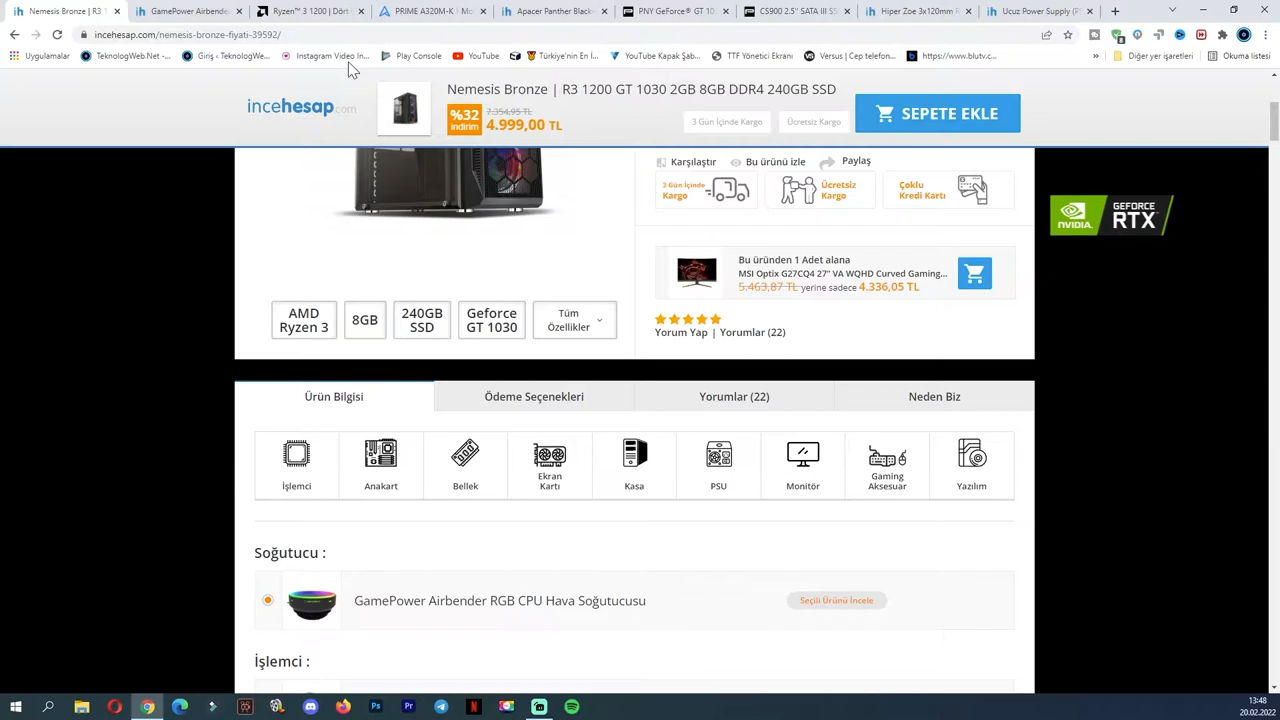 Nemesis Bronze | R3 1
GamePower Airbende
Ryzen™ 3 1200 | Dört
PRIME A320M-K | Mo
Apacer Panther Black-
PNY GeForce® GT 10
CS900 2.5'' SATA III SS
Hiper Zoe 3x120mm R
Ucuz Power Supply (P
incehesap.com/nemesis-bronze-fiyati-39592/
Uygulamalar
TeknologWeb.Net -...
Giriş - TeknologWe...
Instagram Video In...
Play Console
YouTube
Türkiye'nin En İ...
YouTube Kapak Şab...
TTF Yönetici Ekranı
Versus | Cep telefon...
https://www.blutv.c...
»
Diğer yer işaretleri
Okuma listesi
incehesap.com
Nemesis Bronze | R3 1200 GT 1030 2GB 8GB DDR4 240GB SSD
%32
indirim
7.354,95 TL
4.999,00 TL
3 Gün İçinde Kargo
Ücretsiz Kargo
SEPETE EKLE
Karşılaştır
Bu ürünü izle
Paylaş
3 Gün İçinde
Kargo
Ücretsiz
Kargo
Çoklu
Kredi Kartı
NVIDIA.
GEFORCE
RTX
Bu üründen 1 Adet alana
MSI Optix G27CQ4 27" VA WQHD Curved Gaming...
5.463,87 TL yerine sadece 4.336,05 TL
AMD
Ryzen 3
8GB
240GB
SSD
Geforce
GT 1030
Tüm
Özellikler
Yorum Yap | Yorumlar (22)
Ürün Bilgisi
Ödeme Seçenekleri
Yorumlar (22)
Neden Biz
İşlemci
Anakart
Bellek
Ekran
Kartı
Kasa
PSU
Monitör
Gaming
Aksesuar
Yazılım
Soğutucu :
GamePower Airbender RGB CPU Hava Soğutucusu
Seçili Ürünü İncele
İşlemci :
13:48
20.02.2022